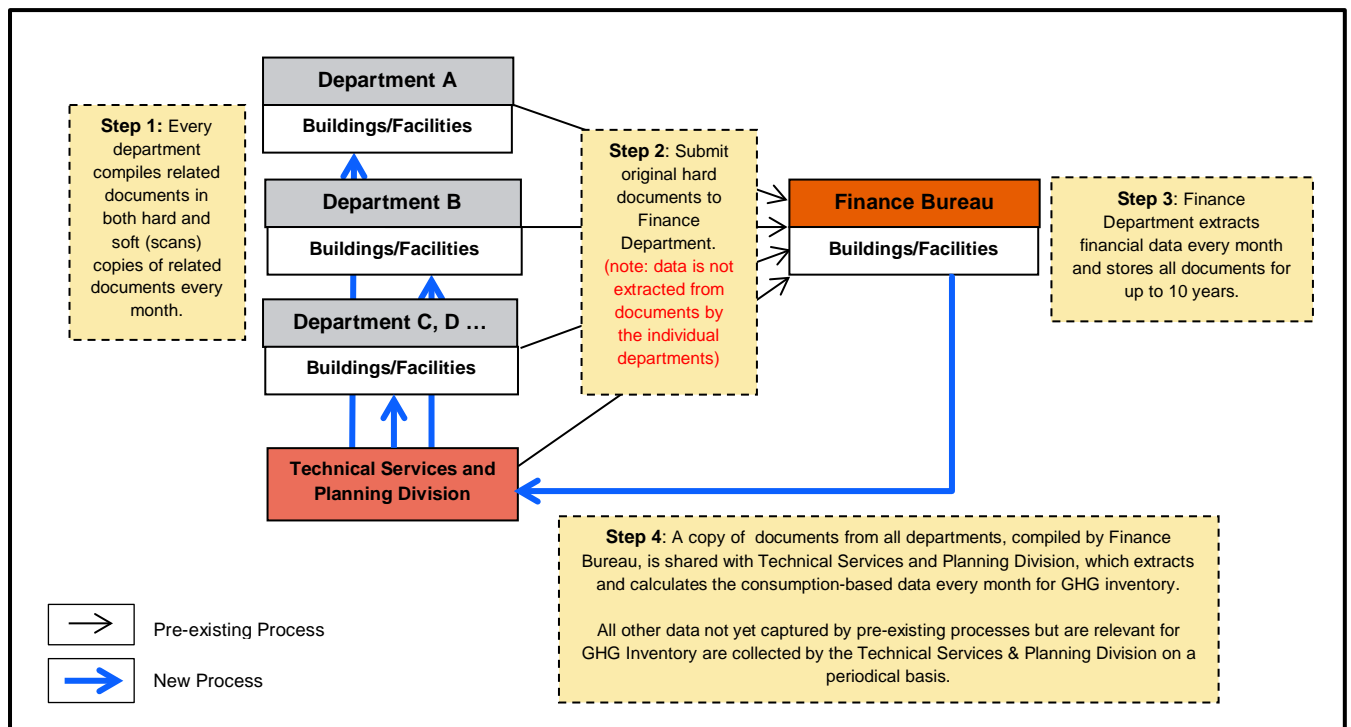 Department A
Buildings/Facilities
Step 1: Every
department
compiles related
documents in
both hard and
soft (scans)
copies of related
documents every
month.
Department B
Buildings/Facilities
Department C, D …
Buildings/Facilities
Technical Services and
Planning Division
Step 2: Submit
original hard
documents to
Finance
Department.
(note: data is not
extracted from
documents by
the individual
departments)
Finance Bureau
Buildings/Facilities
Step 3: Finance
Department extracts
financial data every month
and stores all documents for
up to 10 years.
Step 4: A copy of documents from all departments, compiled by Finance
Bureau, is shared with Technical Services and Planning Division, which extracts
and calculates the consumption-based data every month for GHG inventory.
All other data not yet captured by pre-existing processes but are relevant for
GHG Inventory are collected by the Technical Services & Planning Division on a
periodical basis.
Pre-existing Process
New Process